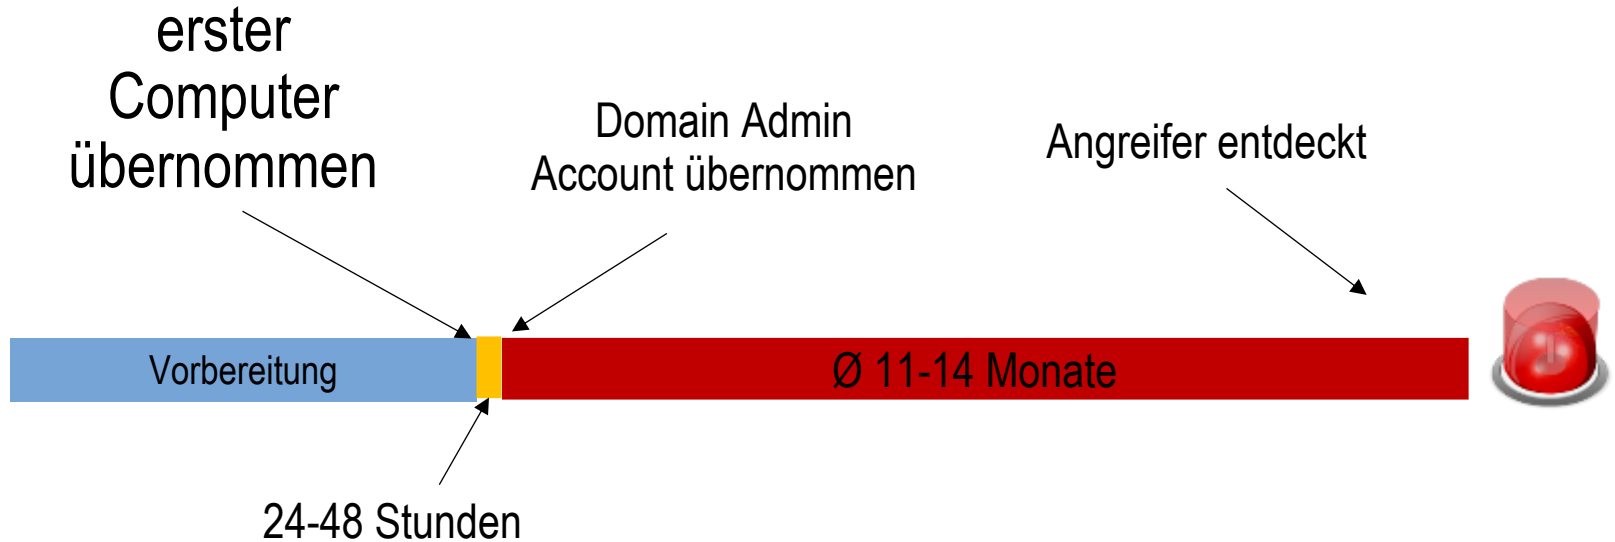 erster
Computer
übernommen
Domain Admin
Account übernommen
Angreifer entdeckt
Vorbereitung
Ø 11-14 Monate
24-48 Stunden